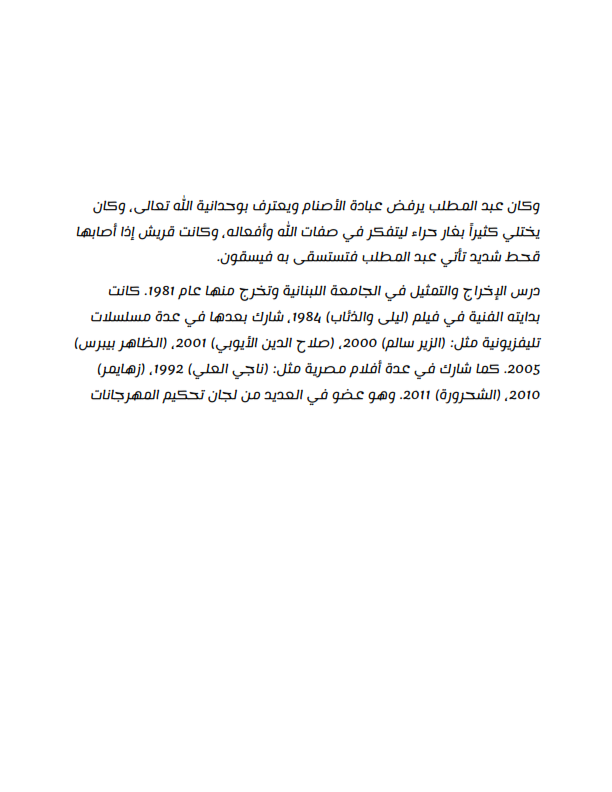 وكان عبد المطلب يرفض عبادة الأصنام ويعترف بوحدانية الله تعالى، وكان
يختلي كثيراً بغار حراء ليتفكر في صفات الله وأفعاله، وكانت قريش إذا أصابها
قحط شديد تأتي عبد المطلب فتستسقى به فيسقون.
درس الإخراج والتمثيل في الجامعة اللبنانية وتخرج منها عام 1981. كانت
بدايته الفنية في فيلم (ليلى والذئاب) 1984، شارك بعدها في عدة مسلسلات
تليفزيونية مثل: (الزير سالم) 2000، (صلاح الدين الأيوبي) 2001، (الظاهر بيبرس)
2005. كما شارك في عدة أفلام مصرية مثل: (ناجي العلي) 1992، (زهايمر)
2010، (الشحرورة) 2011. وهو عضو في العديد من لجان تحكيم المهرجانات